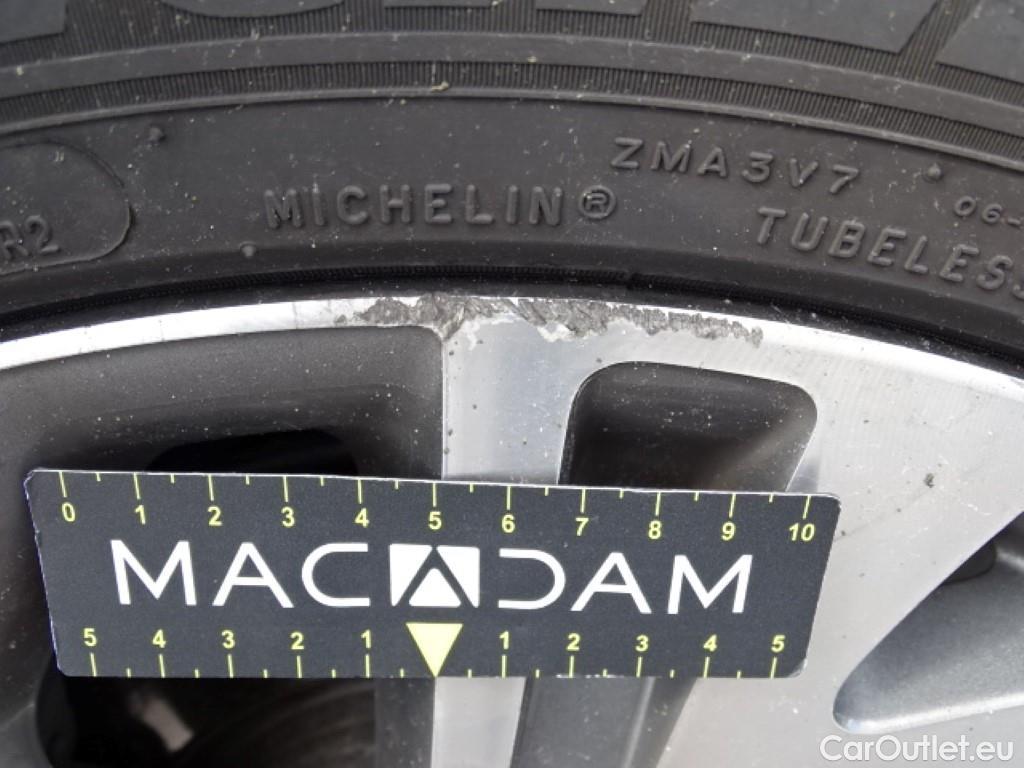 ZMA3V7
R2
MICHELIN®
06-
TUBELESS
0 1 2 3 4 5 6 7 8 9 10
MACADAM
5 4 3 2 1 1 2 3 4 5
CarOutlet.eu